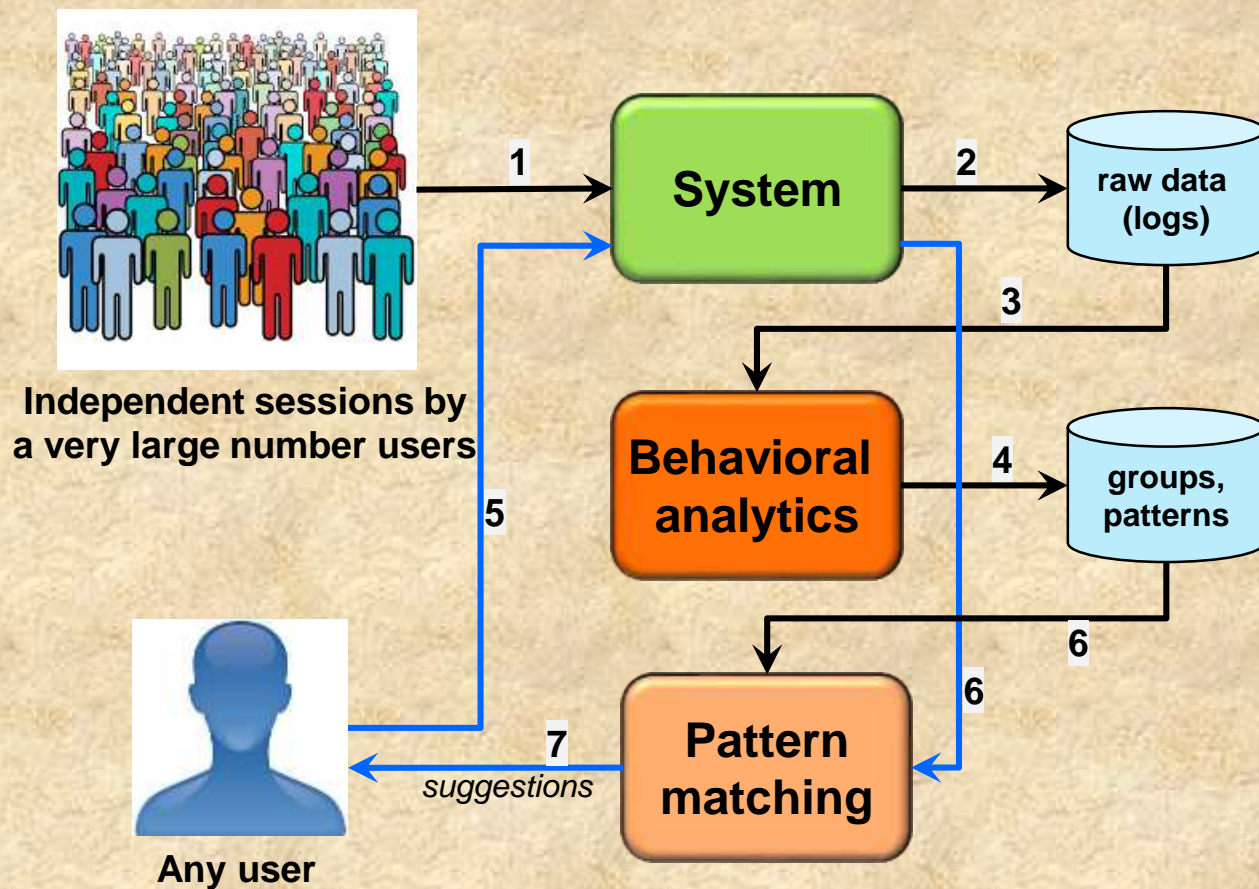 1
System
2
raw data
(logs)
3
Independent sessions by
a very large number users
Behavioral
analytics
4
groups,
patterns
5
6
6
Pattern
matching
7
suggestions
Any user